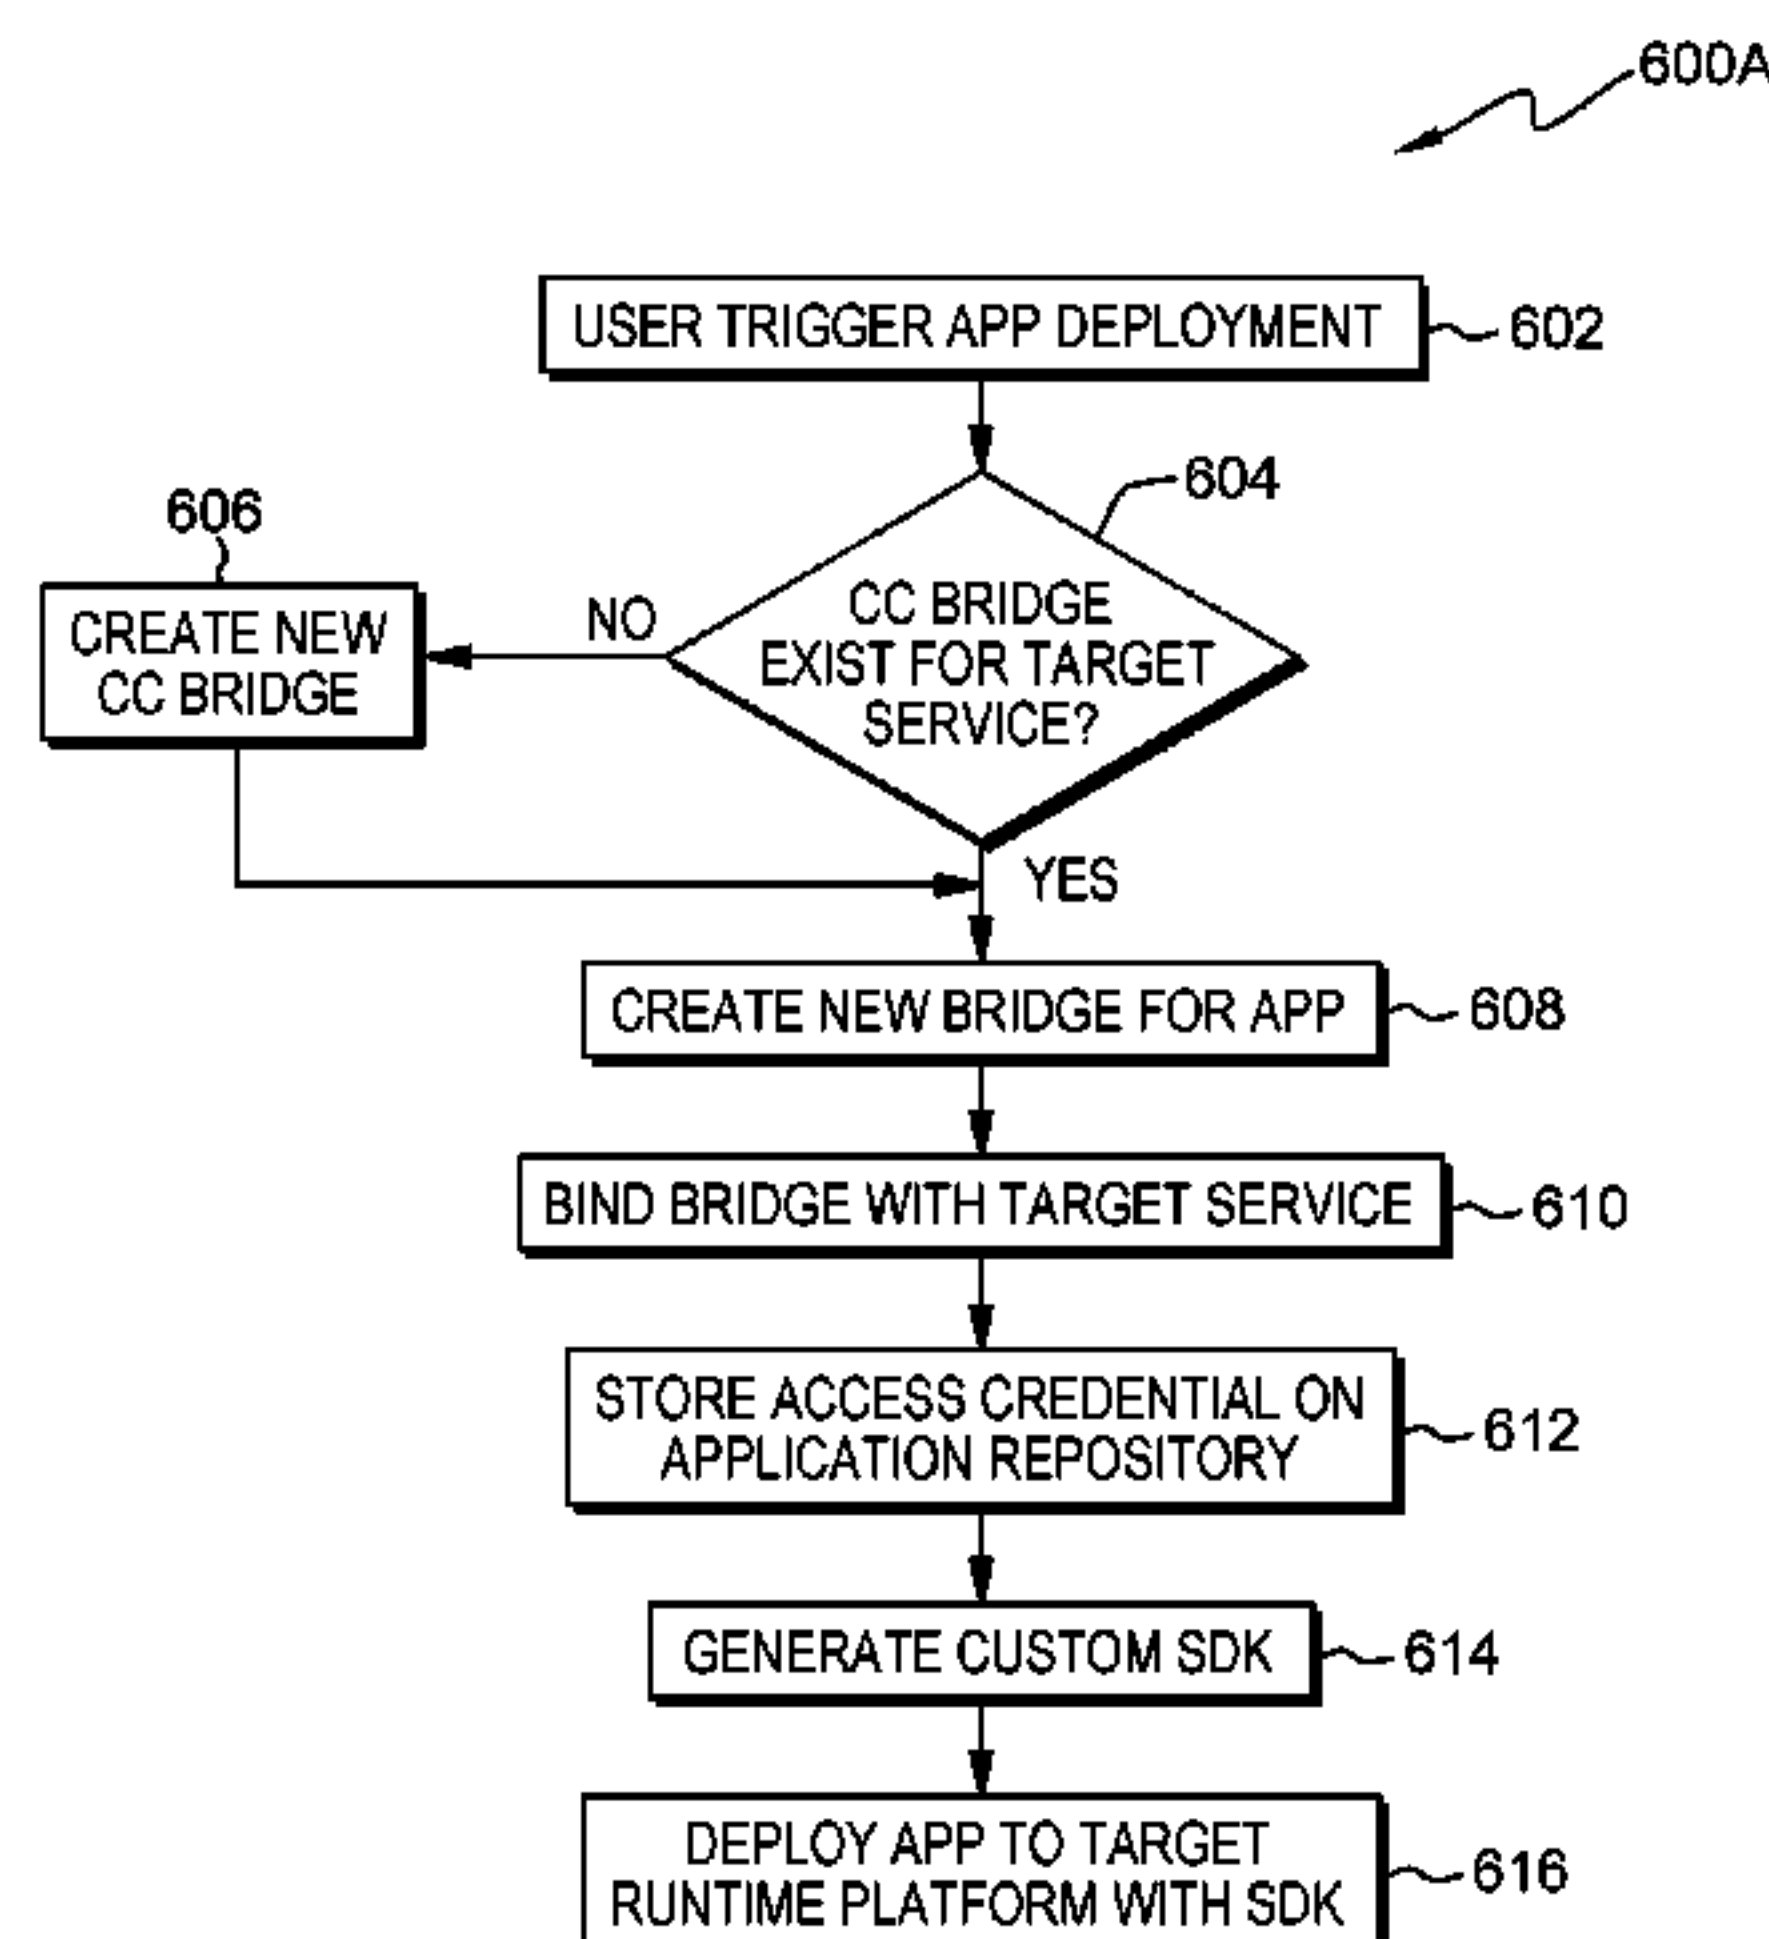 600A
USER TRIGGER APP DEPLOYMENT
602
604
606
CC BRIDGE
EXIST FOR TARGET
SERVICE?
NO
CREATE NEW
CC BRIDGE
YES
CREATE NEW BRIDGE FOR APP
608
BIND BRIDGE WITH TARGET SERVICE
610
STORE ACCESS CREDENTIAL ON
APPLICATION REPOSITORY
612
GENERATE CUSTOM SDK
614
DEPLOY APP TO TARGET
RUNTIME PLATFORM WITH SDK
616